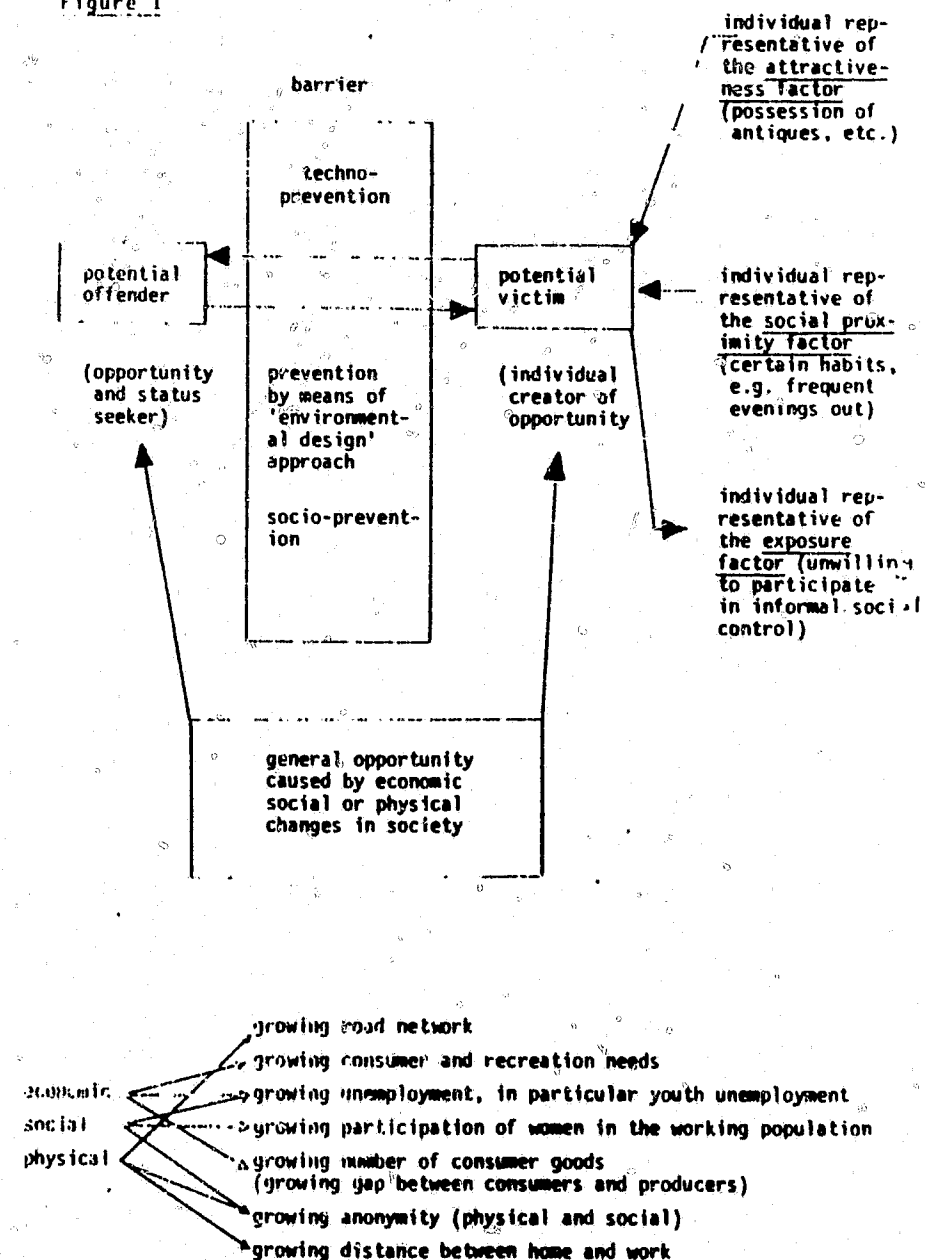 Figure 1
individual rep-
resentative of
the attractive-
ness factor
(possession of
antiques, etc.)
barrier
techno-
prevention
potential
offender
potential
victim
individual rep-
resentative of
the social prox-
imity factor
(certain habits,
e.g. frequent
evenings out)
(opportunity
and status
seeker)
prevention
by means of
'environment-
al design'
approach
(individual
creator of
opportunity
socio-prevent-
ion
individual rep-
resentative of
the exposure
factor (unwilling
to participate
in informal social
control)
general opportunity
caused by economic
social or physical
changes in society
growing road network
growing consumer and recreation needs
economic
growing unemployment, in particular youth unemployment
social
growing participation of women in the working population
physical
growing number of consumer goods
(growing gap between consumers and producers)
growing anonymity (physical and social)
growing distance between home and work